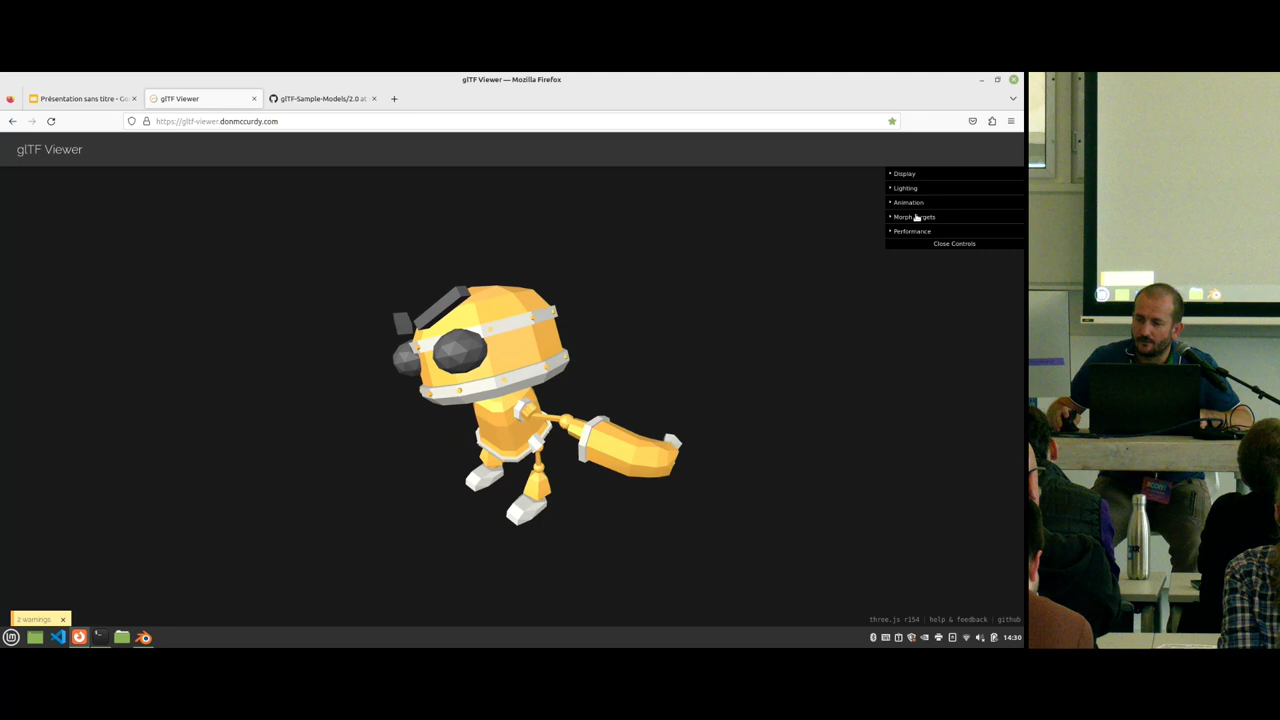 glTF Viewer — Mozilla Firefox
Présentation sans titre - Go
glTF Viewer
glTF-Sample-Models/2.0 at
https://gltf-viewer.donmccurdy.com
glTF Viewer
Display
Lighting
Animation
Morph Targets
Performance
Close Controls
2 warnings
three.js r154 | help & feedback | github
14:30